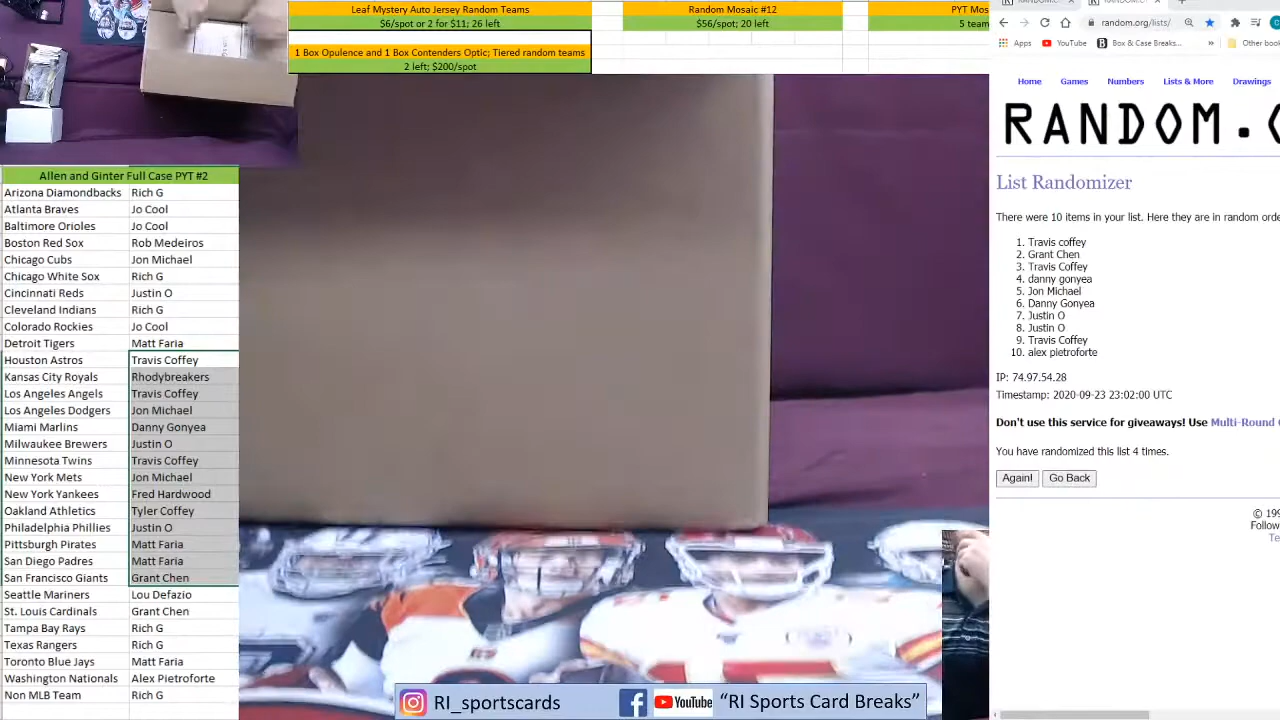 Leaf Mystery Auto Jersey Random Teams
$6/spot or 2 for $11; 26 left
Random Mosaic #12
$56/spot; 20 left
PYT Mos
5 team
1 Box Opulence and 1 Box Contenders Optic; Tiered random teams
2 left; $200/spot
random.org/lists/
Apps YouTube Box & Case Breaks... » Other book
Home Games Numbers Lists & More Drawings
RANDOM.
List Randomizer
There were 10 items in your list. Here they are in random orde
1. Travis coffey
2. Grant Chen
3. Travis Coffey
4. danny gonyea
5. Jon Michael
6. Danny Gonyea
7. Justin O
8. Justin O
9. Travis Coffey
10. alex pietroforte
IP: 74.97.54.28
Timestamp: 2020-09-23 23:02:00 UTC
Don't use this service for giveaways! Use Multi-Round
You have randomized this list 4 times.
Again! Go Back
© 199
Follow
Te
Allen and Ginter Full Case PYT #2
Arizona Diamondbacks Rich G
Atlanta Braves Jo Cool
Baltimore Orioles Jo Cool
Boston Red Sox Rob Medeiros
Chicago Cubs Jon Michael
Chicago White Sox Rich G
Cincinnati Reds Justin O
Cleveland Indians Rich G
Colorado Rockies Jo Cool
Detroit Tigers Matt Faria
Houston Astros Travis Coffey
Kansas City Royals Rhodybreakers
Los Angeles Angels Travis Coffey
Los Angeles Dodgers Jon Michael
Miami Marlins Danny Gonyea
Milwaukee Brewers Justin O
Minnesota Twins Travis Coffey
New York Mets Jon Michael
New York Yankees Fred Hardwood
Oakland Athletics Tyler Coffey
Philadelphia Phillies Justin O
Pittsburgh Pirates Matt Faria
San Diego Padres Matt Faria
San Francisco Giants Grant Chen
Seattle Mariners Lou Defazio
St. Louis Cardinals Grant Chen
Tampa Bay Rays Rich G
Texas Rangers Rich G
Toronto Blue Jays Matt Faria
Washington Nationals Alex Pietroforte
Non MLB Team Rich G
RI_sportscards YouTube "RI Sports Card Breaks"